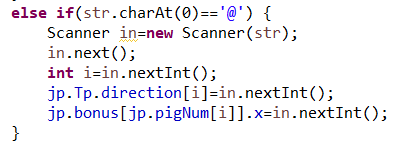 else if(str.charAt(0)=='@') {
Scanner in=new Scanner(str);
in.next();
int i=in.nextInt();
jp.Tp.direction[i]=in.nextInt();
jp.bonus[jp.pigNum[i]].x=in.nextInt();
}